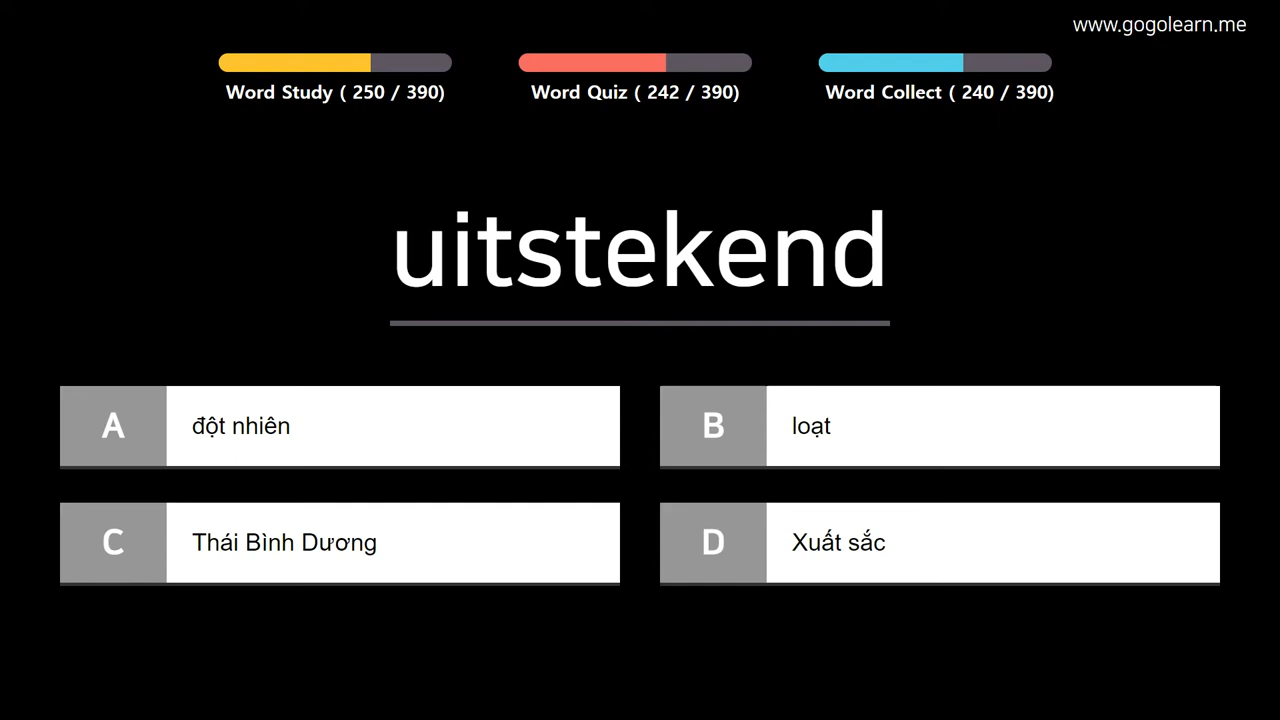 www.gogolearn.me
Word Study ( 250 / 390)
Word Quiz ( 242 / 390)
Word Collect ( 240 / 390)
uitstekend
A
đột nhiên
B
loạt
C
Thái Bình Dương
D
Xuất sắc